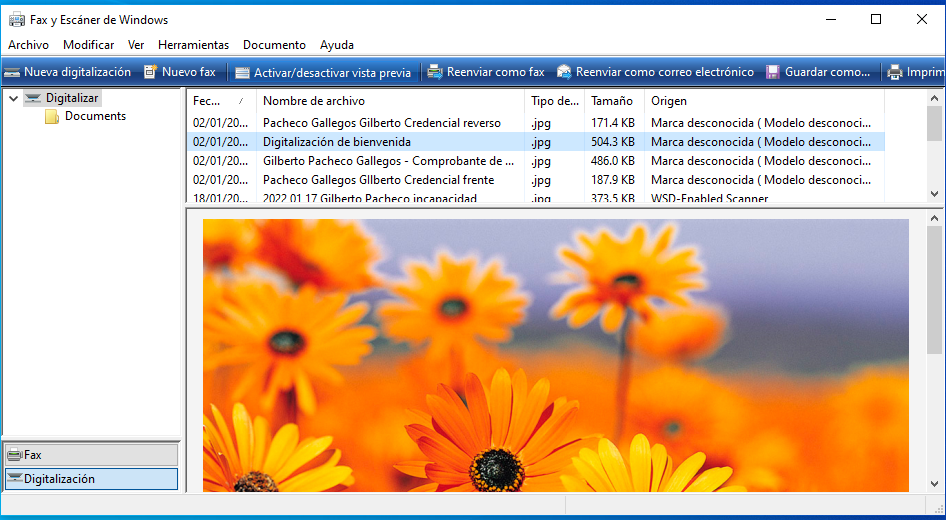 Fax y Escáner de Windows
Archivo Modificar Ver Herramientas Documento Ayuda
Nueva digitalización Nuevo fax Activar/desactivar vista previa Reenviar como fax Reenviar como correo electrónico Guardar como... Imprim
Digitalizar
Documents
Fec... Nombre de archivo Tipo de... Tamaño Origen
02/01/20... Pacheco Gallegos Gilberto Credencial reverso .jpg 171.4 KB Marca desconocida ( Modelo desconoci...
02/01/20... Digitalización de bienvenida .jpg 504.3 KB Marca desconocida ( Modelo desconoci...
02/01/20... Gilberto Pacheco Gallegos - Comprobante de ... .jpg 486.0 KB Marca desconocida ( Modelo desconoci...
02/01/20... Pacheco Gallegos GIlberto Credencial frente .jpg 187.9 KB Marca desconocida ( Modelo desconoci...
18/01/20... 2022 01 17 Gilberto Pacheco incapacidad .jpg 373.5 KB WSD-Enabled Scanner
Fax
Digitalización